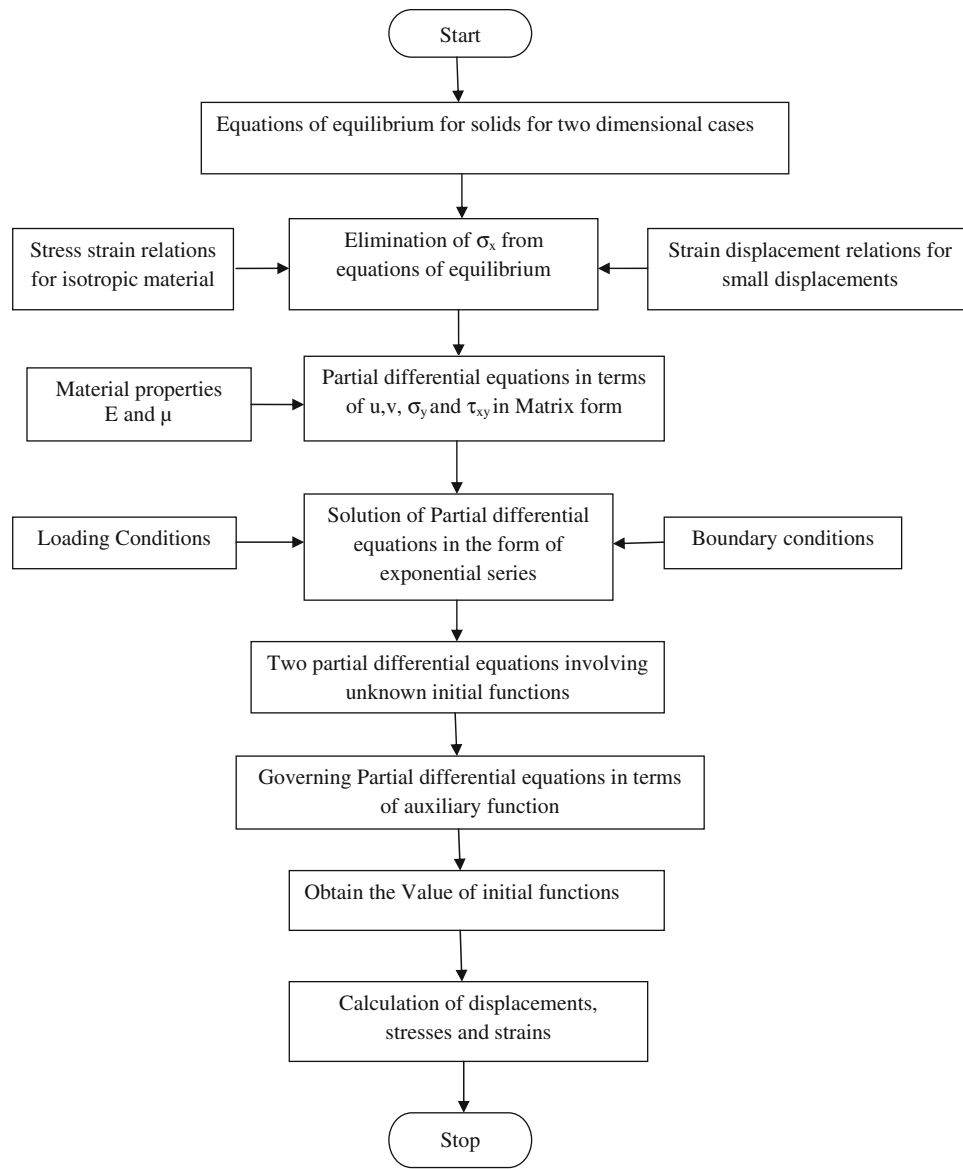 Start
Equations of equilibrium for solids for two dimensional cases
Stress strain relations
for isotropic material
Elimination of σx from
equations of equilibrium
Strain displacement relations for
small displacements
Material properties
E and µ
Partial differential equations in terms
of u,v, σy and τxy in Matrix form
Loading Conditions
Solution of Partial differential
equations in the form of
exponential series
Boundary conditions
Two partial differential equations involving
unknown initial functions
Governing Partial differential equations in terms
of auxiliary function
Obtain the Value of initial functions
Calculation of displacements,
stresses and strains
Stop